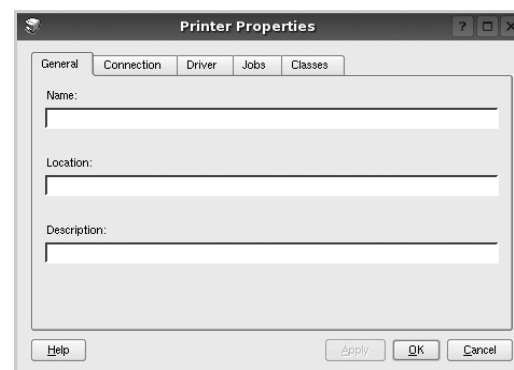 Printer Properties
General Connection Driver Jobs Classes
Name:
Location:
Description:
Help Apply OK Cancel